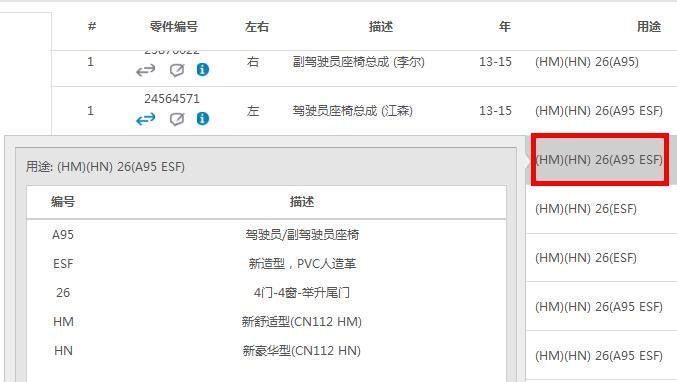 # 零件编号 左右 描述 年 用途
1 右 副驾驶员座椅总成 (李尔) 13-15 (HM)(HN) 26(A95)
1 24564571 左 驾驶员座椅总成 (江森) 13-15 (HM)(HN) 26(A95 ESF)
(HM)(HN) 26(A95 ESF)
用途: (HM)(HN) 26(A95 ESF)
编号 描述
A95 驾驶员/副驾驶员座椅
ESF 新造型，PVC人造革
26 4门-4窗-举升尾门
HM 新舒适型(CN112 HM)
HN 新豪华型(CN112 HN)
(HM)(HN) 26(ESF)
(HM)(HN) 26(ESF)
(HM)(HN) 26(A95 ESF)
(HM)(HN) 26(A95 ESF)